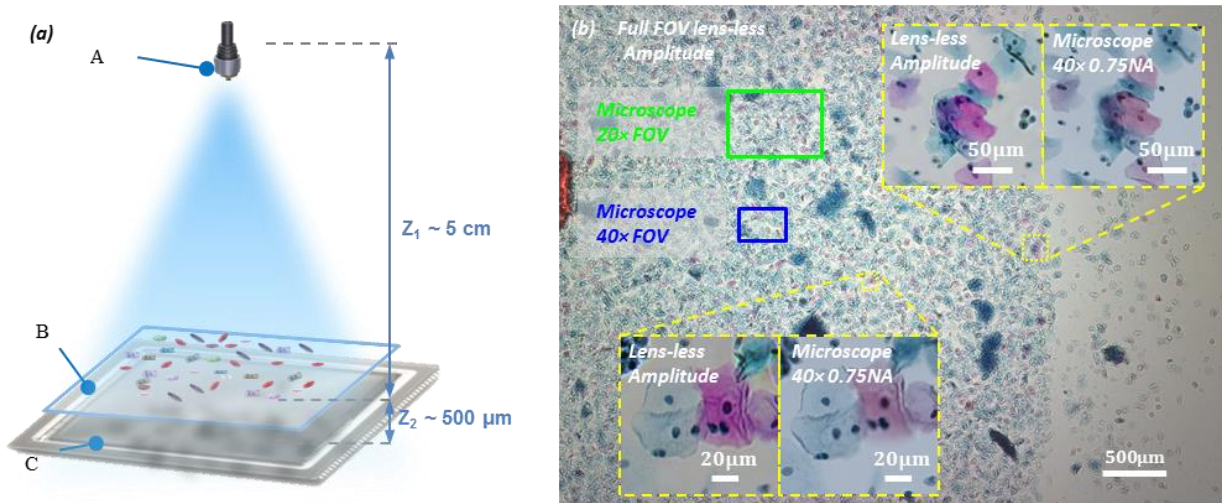 (a)
A
Z₁ ~ 5 cm
B
Z₂ ~ 500 µm
C
(b) Full FOV lens-less
Amplitude
Microscope
20× FOV
Microscope
40× FOV
Lens-less
Amplitude
Microscope
40× 0.75NA
50µm
50µm
Lens-less
Amplitude
Microscope
40× 0.75NA
20µm
20µm
500µm